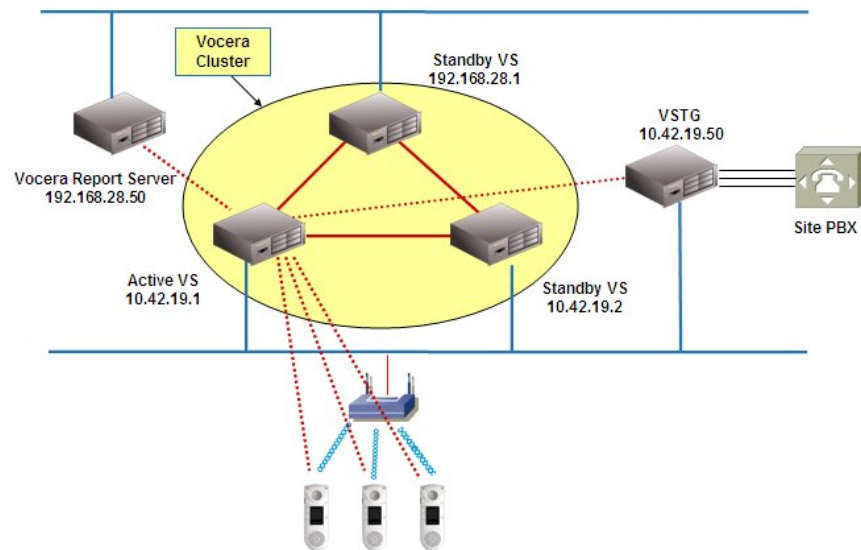 Vocera
Cluster
Standby VS
192.168.28.1
VSTG
10.42.19.50
Vocera Report Server
192.168.28.50
Site PBX
Active VS
10.42.19.1
Standby VS
10.42.19.2